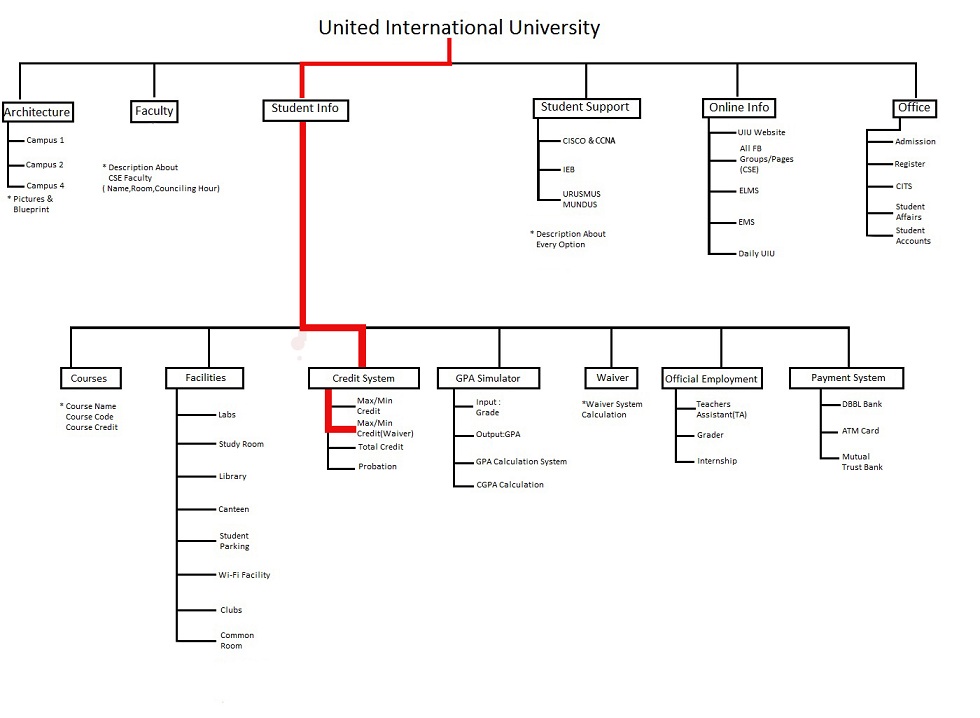 United International University
Architecture
Campus 1
Campus 2
Campus 4
* Pictures &
Blueprint
Faculty
* Description About
CSE Faculty
( Name,Room,Counciling Hour)
Student Info
Student Support
CISCO & CCNA
IEB
URUSMUS
MUNDUS
* Description About
Every Option
Online Info
UIU Website
All FB
Groups/Pages
(CSE)
ELMS
EMS
Daily UIU
Office
Admission
Register
CITS
Student
Affairs
Student
Accounts
Courses
* Course Name
Course Code
Course Credit
Facilities
Labs
Study Room
Library
Canteen
Student
Parking
Wi-Fi Facility
Clubs
Common
Room
Credit System
Max/Min
Credit
Max/Min
Credit(Waiver)
Total Credit
Probation
GPA Simulator
Input :
Grade
Output:GPA
GPA Calculation System
CGPA Calculation
Waiver
*Waiver System
Calculation
Official Employment
Teachers
Assistant(TA)
Grader
Internship
Payment System
DBBL Bank
ATM Card
Mutual
Trust Bank